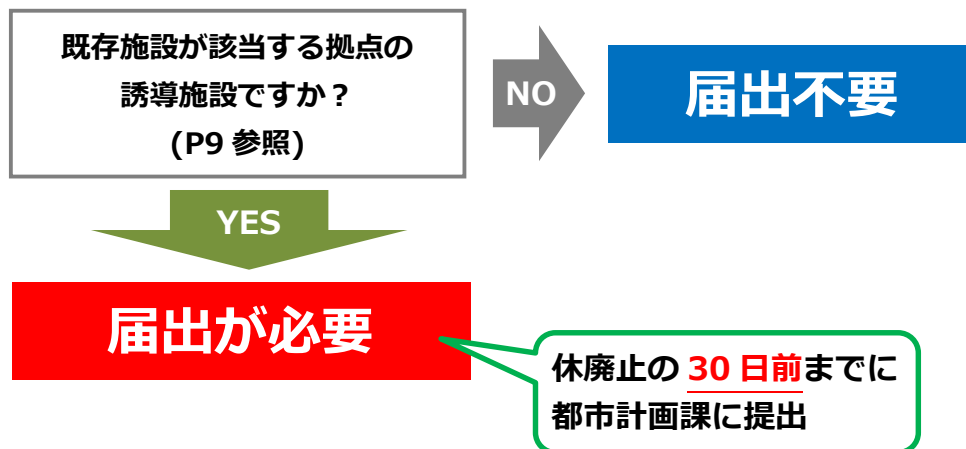 既存施設が該当する拠点の
誘導施設ですか？
(P9 参照)
NO
届出不要
YES
届出が必要
休廃止の 30 日前までに
都市計画課に提出